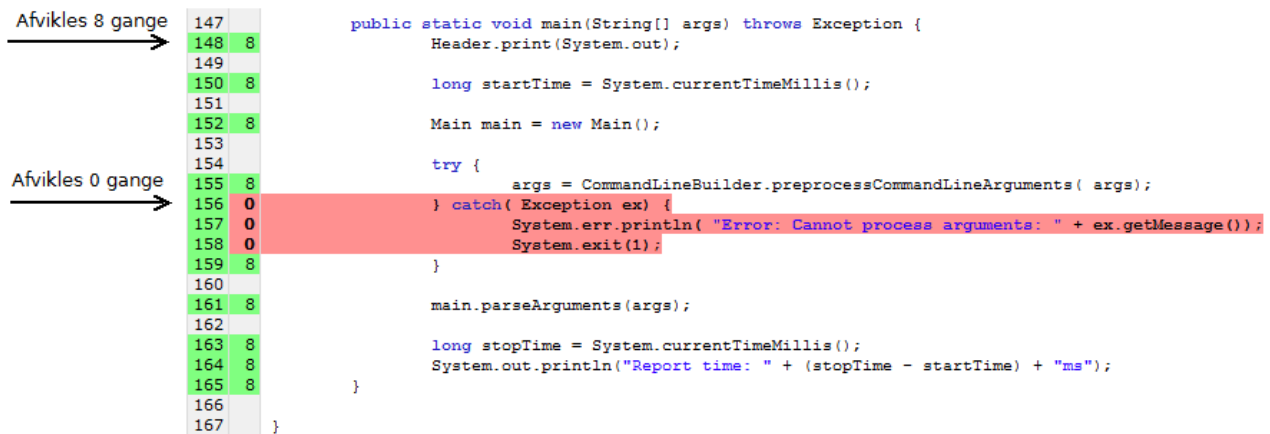 Afvikles 8 gange
147 public static void main(String[] args) throws Exception {
148 8 Header.print(System.out);
149
150 8 long startTime = System.currentTimeMillis();
151
152 8 Main main = new Main();
153
154 try {
Afvikles 0 gange
155 8 args = CommandLineBuilder.preprocessCommandLineArguments( args);
156 0 } catch( Exception ex) {
157 0 System.err.println( "Error: Cannot process arguments: " + ex.getMessage());
158 0 System.exit(1);
159 8 }
160
161 8 main.parseArguments(args);
162
163 8 long stopTime = System.currentTimeMillis();
164 8 System.out.println("Report time: " + (stopTime - startTime) + "ms");
165 8 }
166
167 }